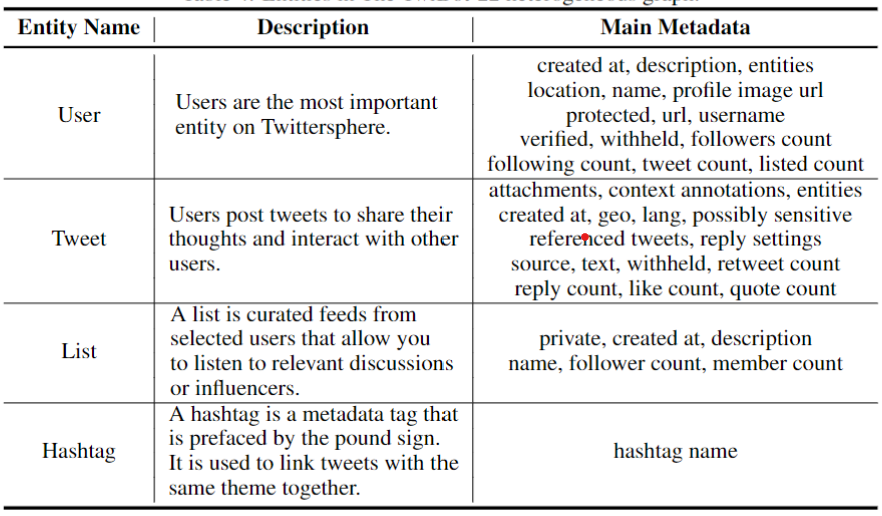 Entity Name Description Main Metadata
User
Users are the most important
entity on Twittersphere.
created at, description, entities
location, name, profile image url
protected, url, username
verified, withheld, followers count
following count, tweet count, listed count
Tweet
Users post tweets to share their
thoughts and interact with other
users.
attachments, context annotations, entities
created at, geo, lang, possibly sensitive
referenced tweets, reply settings
source, text, withheld, retweet count
reply count, like count, quote count
List
A list is curated feeds from
selected users that allow you
to listen to relevant discussions
or influencers.
private, created at, description
name, follower count, member count
Hashtag
A hashtag is a metadata tag that
is prefaced by the pound sign.
It is used to link tweets with the
same theme together.
hashtag name